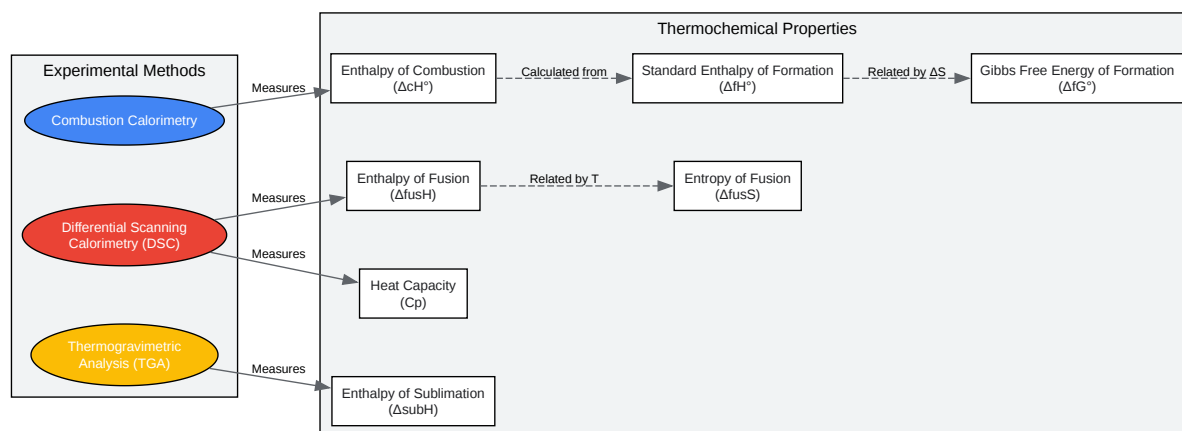 Thermochemical Properties
Experimental Methods
Combustion Calorimetry
Differential Scanning
Calorimetry (DSC)
Thermogravimetric
Analysis (TGA)
Measures
Enthalpy of Combustion
(ΔcH°)
Calculated from
Standard Enthalpy of Formation
(ΔfH°)
Related by ΔS
Gibbs Free Energy of Formation
(ΔfG°)
Measures
Enthalpy of Fusion
(ΔfusH)
Related by T
Entropy of Fusion
(ΔfusS)
Measures
Heat Capacity
(Cp)
Measures
Enthalpy of Sublimation
(ΔsubH)